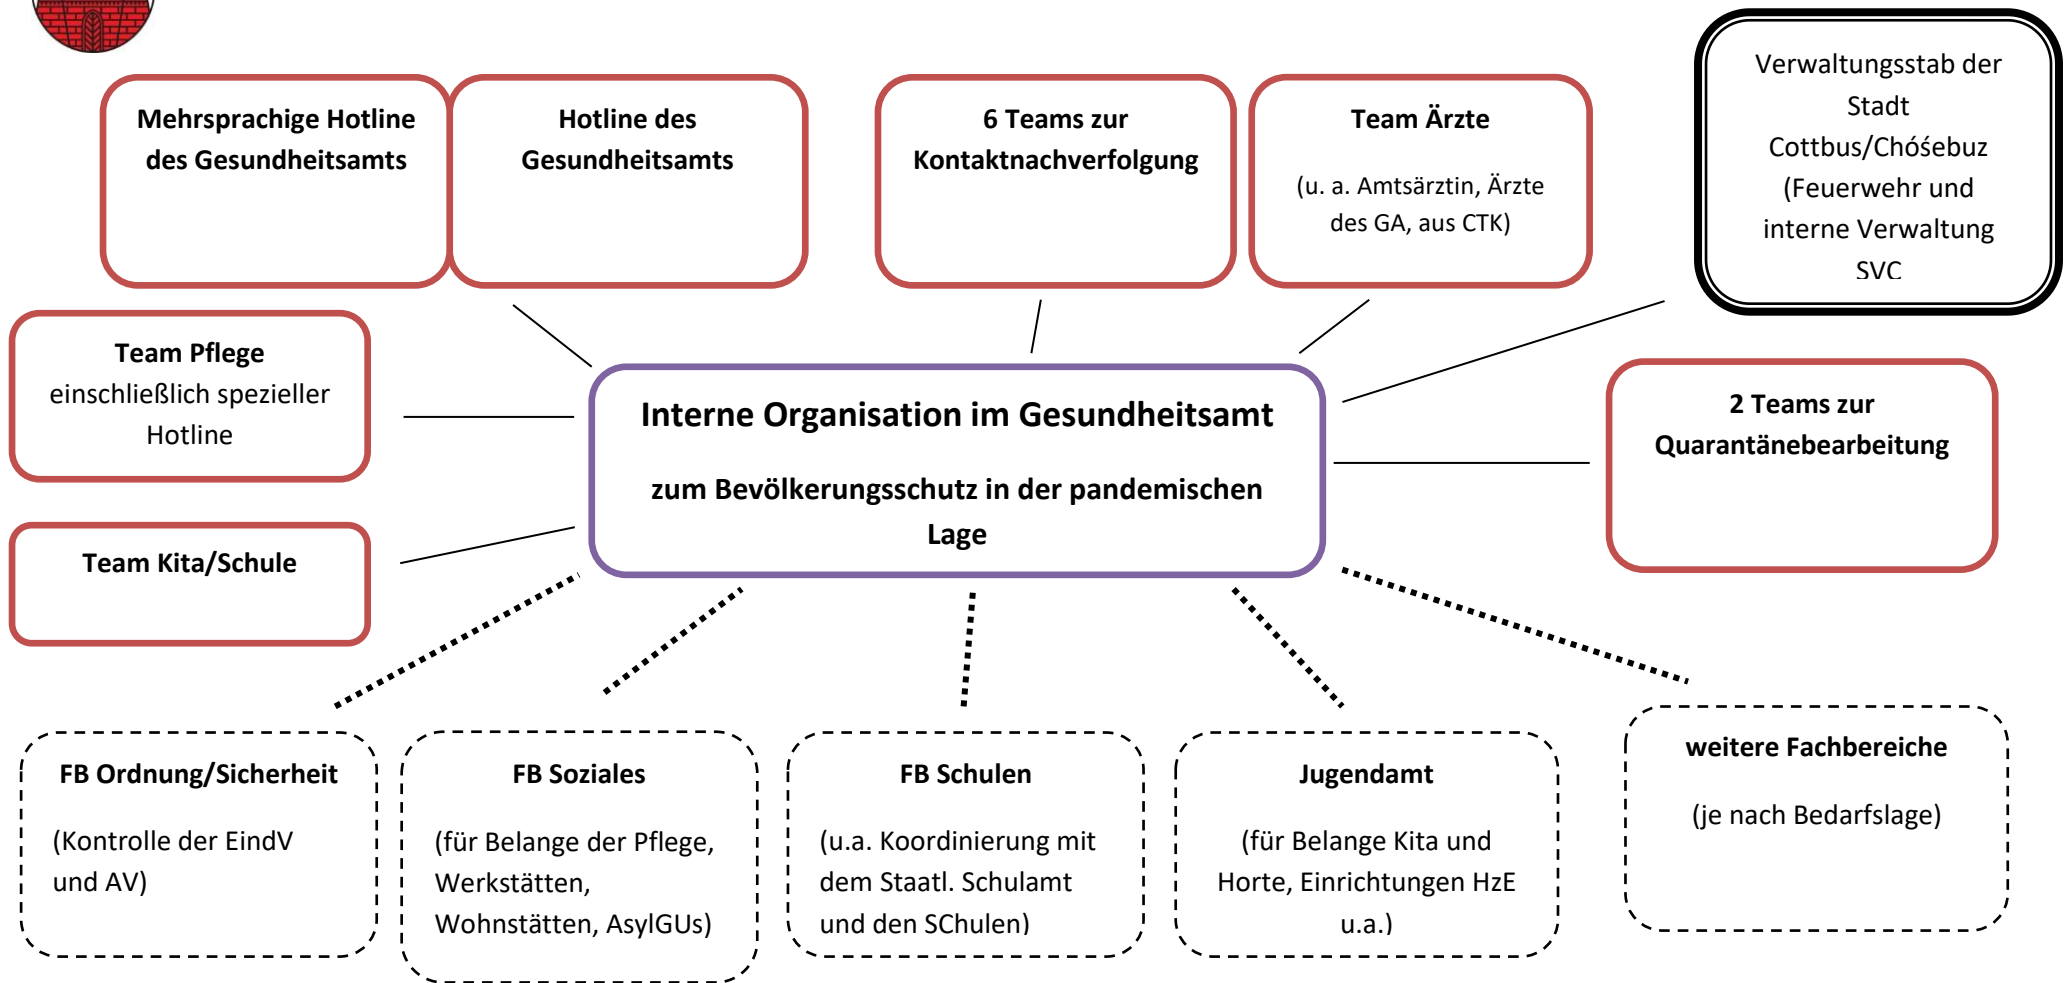 Mehrsprachige Hotline
des Gesundheitsamts
Hotline des
Gesundheitsamts
6 Teams zur
Kontaktnachverfolgung
Team Ärzte
(u. a. Amtsärztin, Ärzte
des GA, aus CTK)
Verwaltungsstab der
Stadt
Cottbus/Chóśebuz
(Feuerwehr und
interne Verwaltung
SVC
Team Pflege
einschließlich spezieller
Hotline
Interne Organisation im Gesundheitsamt
zum Bevölkerungsschutz in der pandemischen
Lage
2 Teams zur
Quarantänebearbeitung
Team Kita/Schule
FB Ordnung/Sicherheit
(Kontrolle der EindV
und AV)
FB Soziales
(für Belange der Pflege,
Werkstätten,
Wohnstätten, AsylGUs)
FB Schulen
(u.a. Koordinierung mit
dem Staatl. Schulamt
und den SChulen)
Jugendamt
(für Belange Kita und
Horte, Einrichtungen HzE
u.a.)
weitere Fachbereiche
(je nach Bedarfslage)